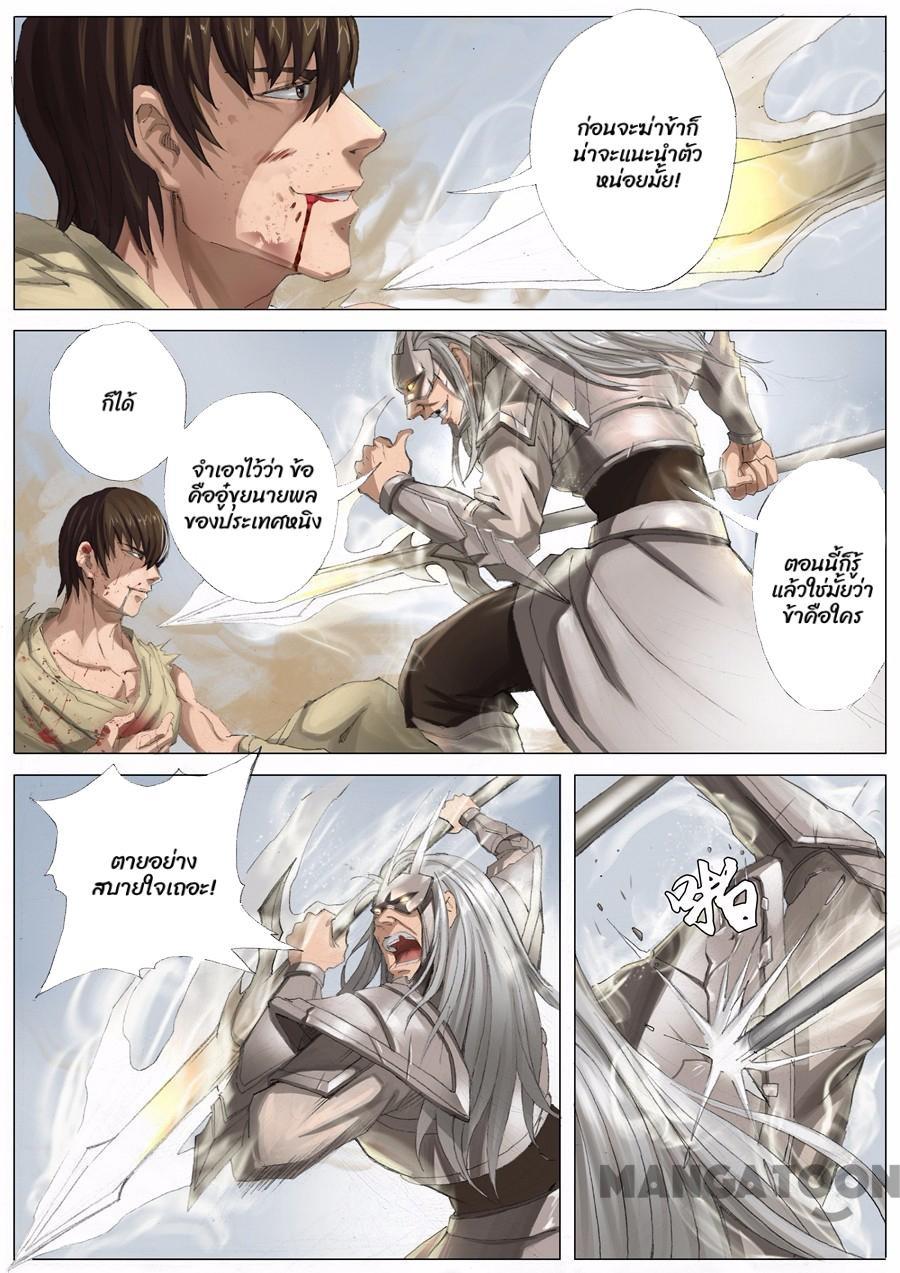 ก่อนจะฆ่าข้าก็
น่าจะแนะนำตัว
หน่อยมั้ย!
ก็ได้
จำเอาไว้ว่า ข้อ
คืออู๋ขุยนายพล
ของประเทศหนิง
ตอนนี้ก็รู้
แล้วใช่มั้ยว่า
ข้าคือใคร
ตายอย่าง
สบายใจเถอะ!
啪
MANGATOON